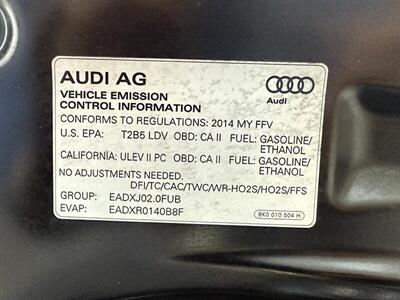 AUDI AG
Audi
VEHICLE EMISSION
CONTROL INFORMATION
CONFORMS TO REGULATIONS: 2014 MY FFV
U.S. EPA: T2B5 LDV OBD: CA II FUEL: GASOLINE/
ETHANOL
CALIFORNIA: ULEV II PC OBD: CA II FUEL: GASOLINE/
ETHANOL
NO ADJUSTMENTS NEEDED.
DFI/TC/CAC/TWC/WR-HO2S/HO2S/FFS
GROUP: EADXJ02.0FUB
EVAP: EADXR0140B8F
8K0 010 504 H